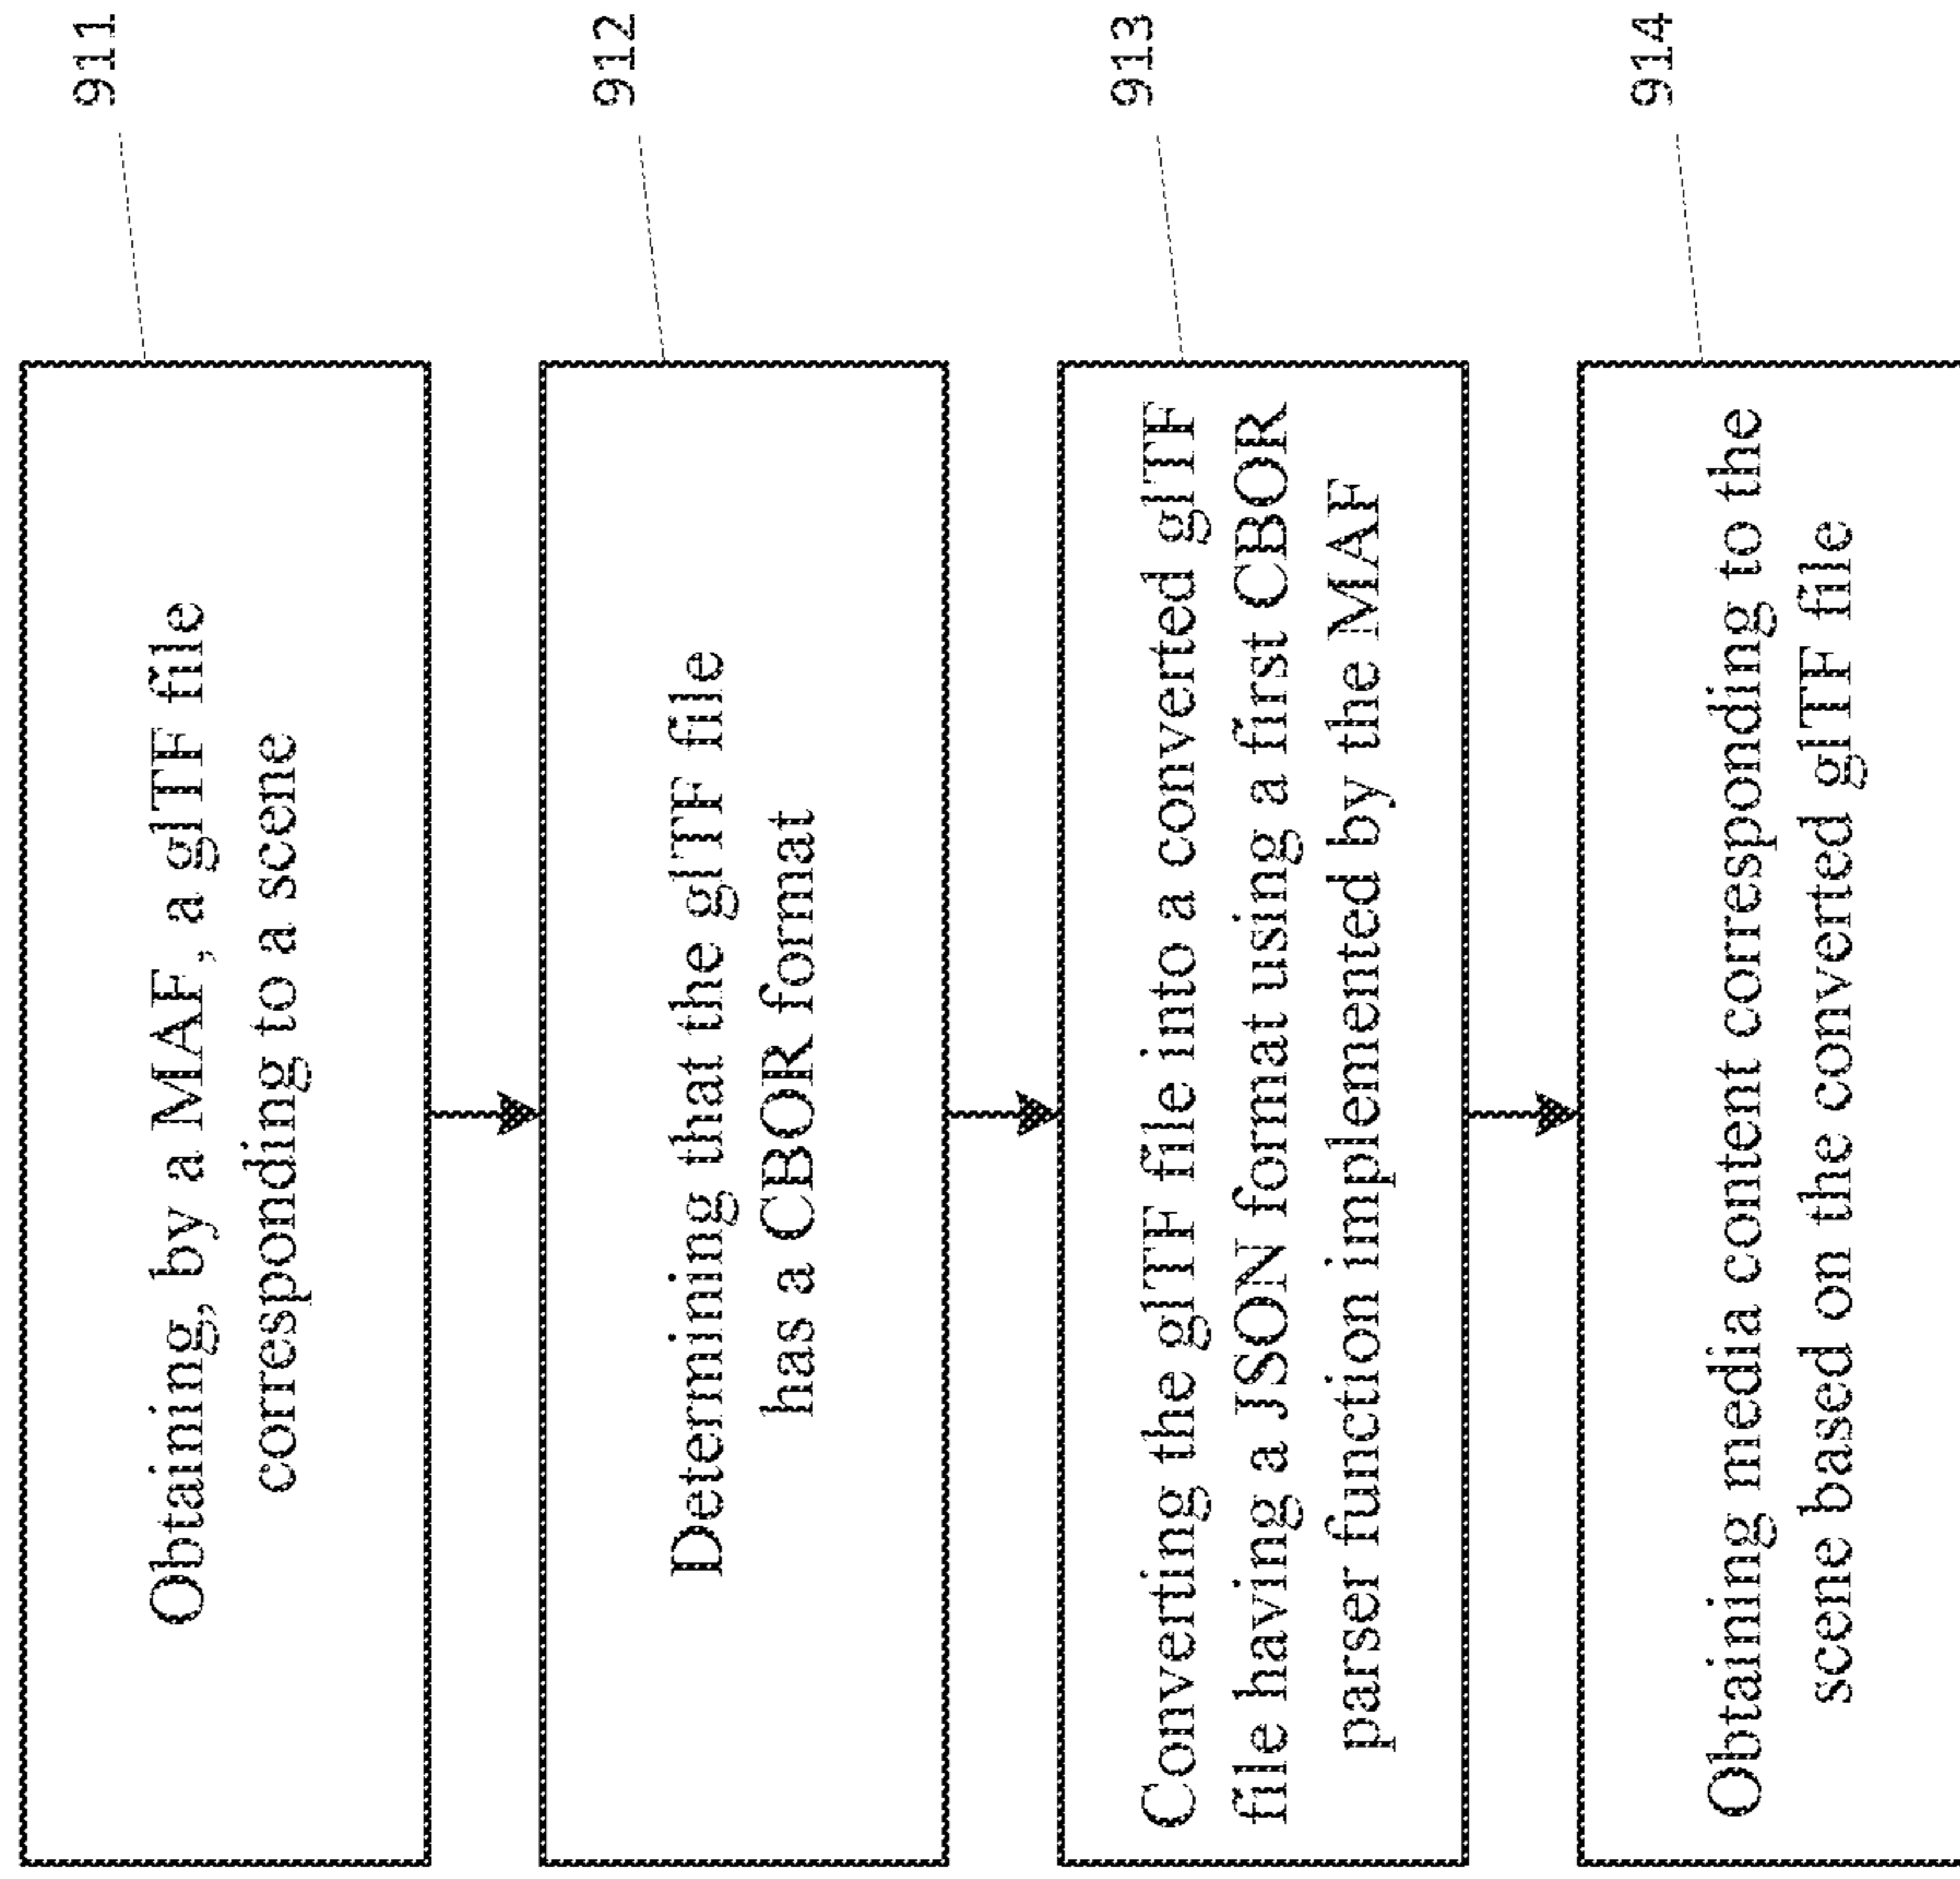 911
Obtaining, by a MAF, a glTF file
corresponding to a scene
912
Determining that the glTF file
has a CBOR format
913
Converting the glTF file into a converted glTF
file having a JSON format using a first CBOR
parser function implemented by the MAF
914
Obtaining media content corresponding to the
scene based on the converted glTF file